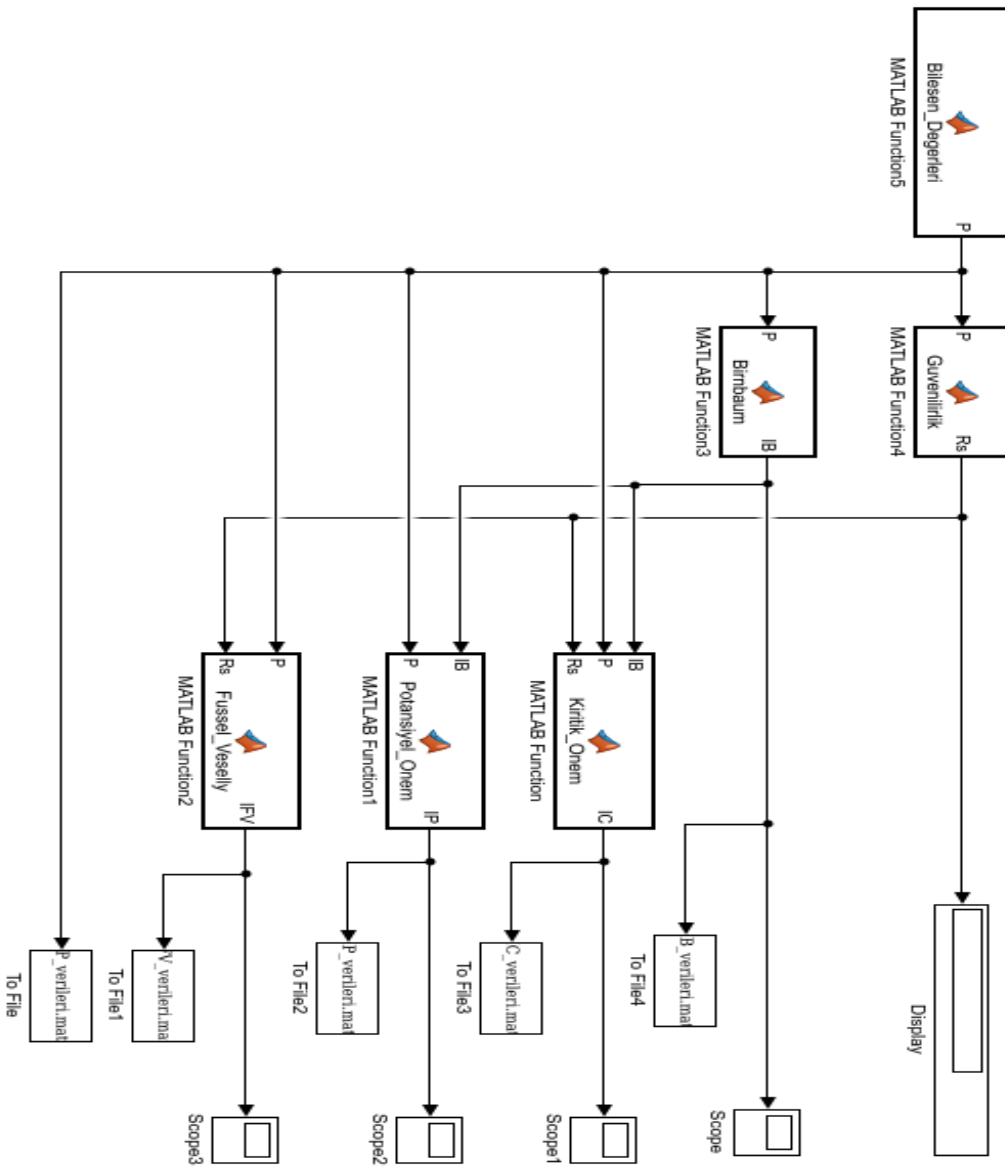 P
Bilesen_Degerleri
MATLAB Function5
P
Rs
Guvenilirlik
MATLAB Function4
Display
P
IB
Birnbaum
MATLAB Function3
B_verileri.mat
To File4
Scope
IB
P
Rs
IC
Kiritik_Onem
MATLAB Function
C_verileri.mat
To File3
Scope1
IB
P
IP
Potansiyel_Onem
MATLAB Function1
P_verileri.mat
To File2
Scope2
P
Rs
IFV
Fussel_Veselly
MATLAB Function2
V_verileri.ma
To File1
Scope3
P_verileri.mat
To File